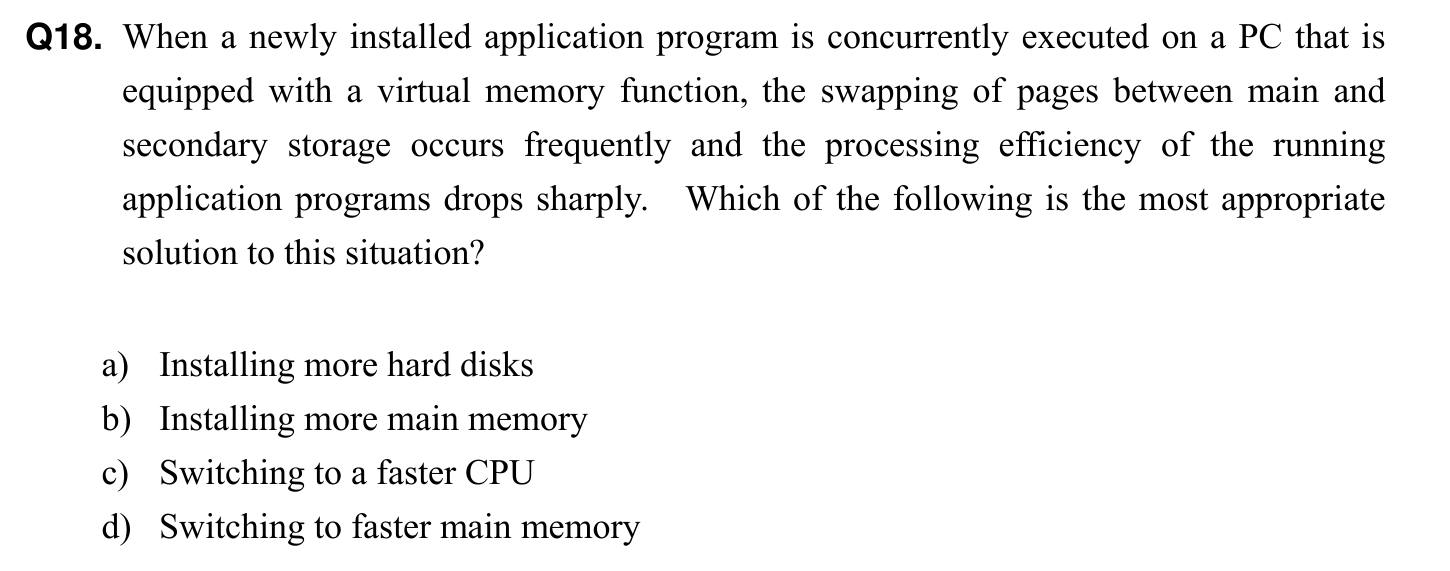 Q18. When a newly installed application program is concurrently executed on a PC that is
equipped with a virtual memory function, the swapping of pages between main and
secondary storage occurs frequently and the processing efficiency of the running
application programs drops sharply. Which of the following is the most appropriate
solution to this situation?
a) Installing more hard disks
b) Installing more main memory
c) Switching to a faster CPU
d) Switching to faster main memory